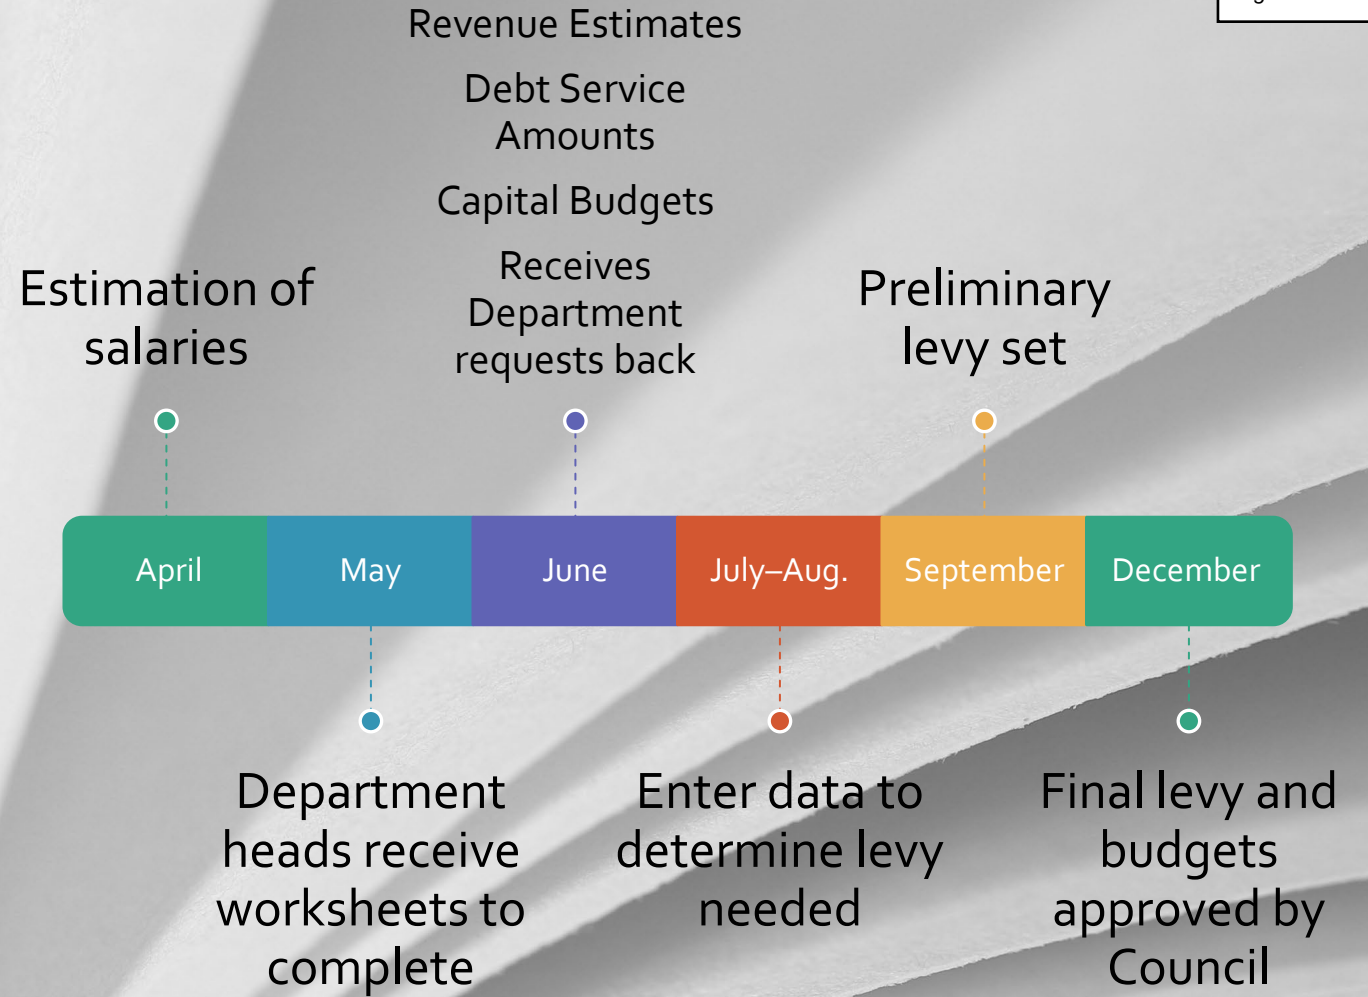 Revenue Estimates
Debt Service
Amounts
Capital Budgets
Receives
Department
requests back
Estimation of
salaries
Preliminary
levy set
April
May
June
July–Aug.
September
December
Department
heads receive
worksheets to
complete
Enter data to
determine levy
needed
Final levy and
budgets
approved by
Council